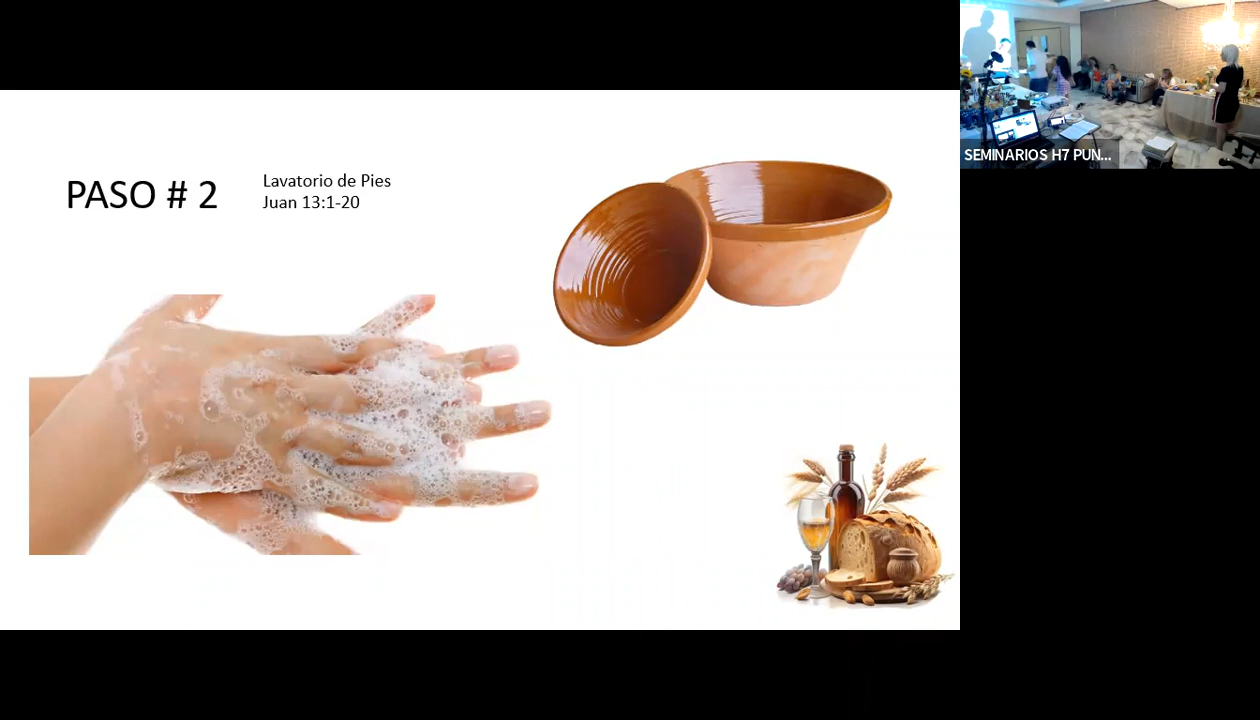 PASO # 2
Lavatorio de Pies
Juan 13:1-20
SEMINARIOS H7 PUN...